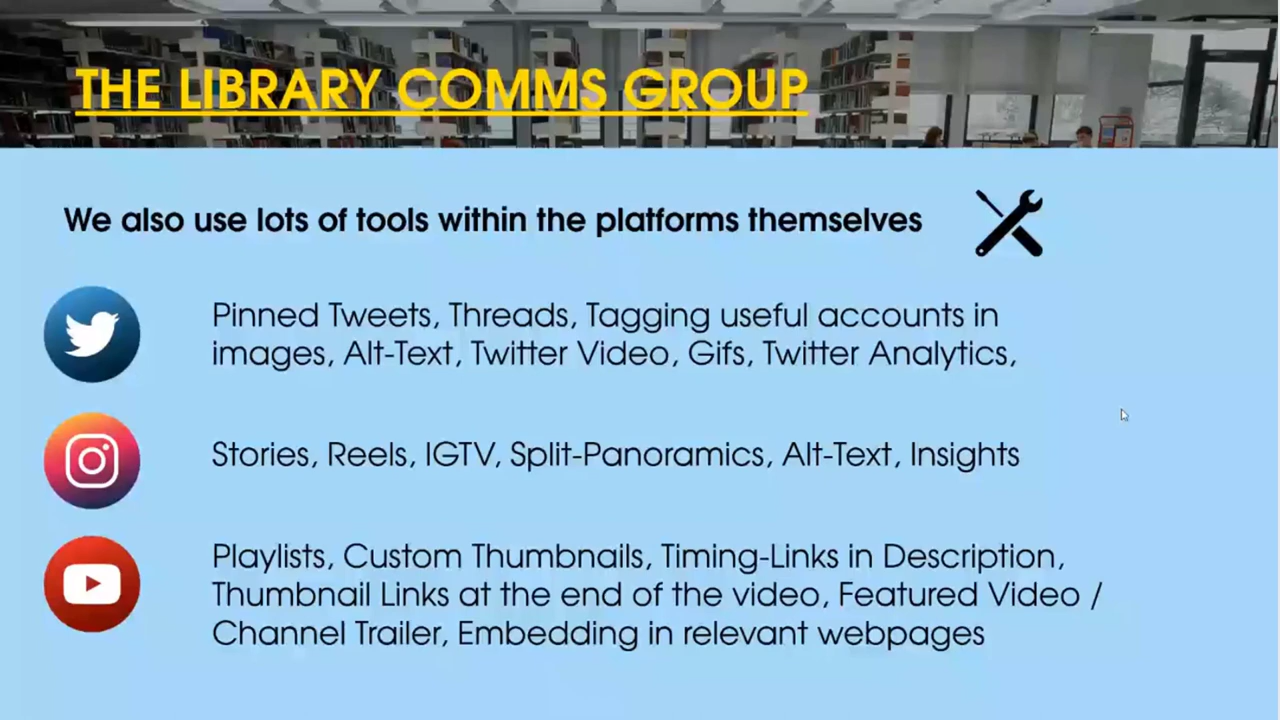 THE LIBRARY COMMS GROUP
We also use lots of tools within the platforms themselves
Pinned Tweets, Threads, Tagging useful accounts in
images, Alt-Text, Twitter Video, Gifs, Twitter Analytics,
Stories, Reels, IGTV, Split-Panoramics, Alt-Text, Insights
Playlists, Custom Thumbnails, Timing-Links in Description,
Thumbnail Links at the end of the video, Featured Video /
Channel Trailer, Embedding in relevant webpages